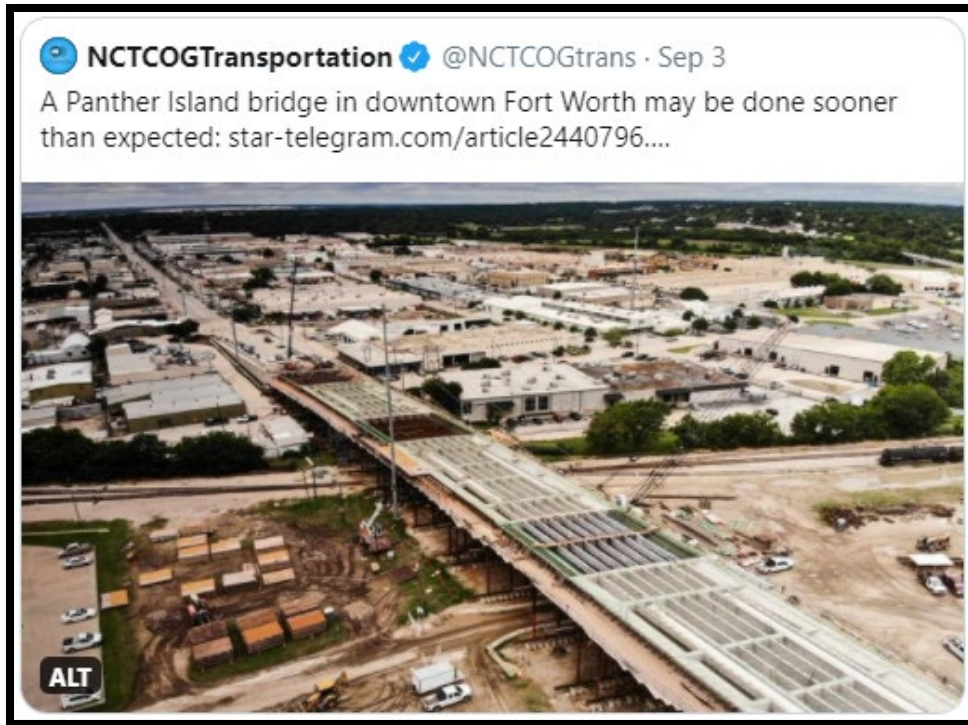 NCTCOGTransportation @NCTCOGtrans · Sep 3
A Panther Island bridge in downtown Fort Worth may be done sooner
than expected: star-telegram.com/article2440796....
ALT